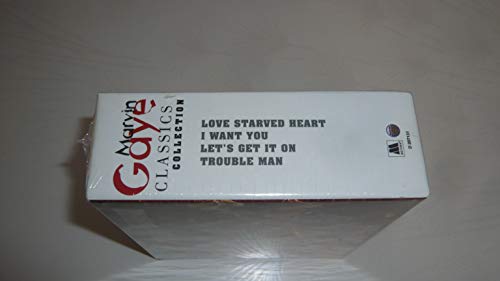 Marvin
Gaye
CLASSICS
COLLECTION
LOVE STARVED HEART
I WANT YOU
LET'S GET IT ON
TROUBLE MAN
M